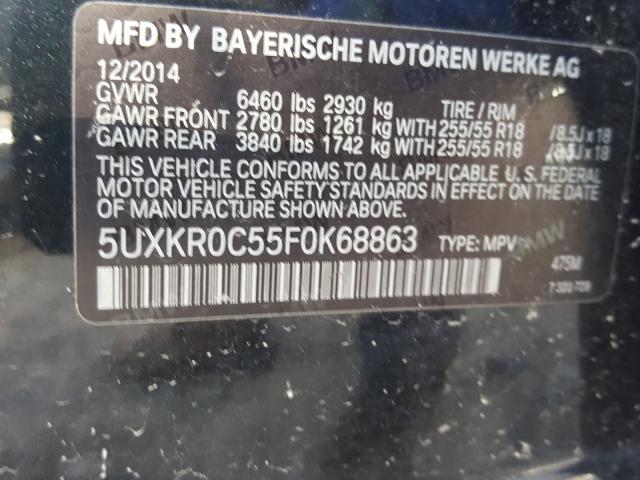 MFD BY BAYERISCHE MOTOREN WERKE AG
12/2014
GVWR 6460 lbs 2930 kg TIRE / RIM
GAWR FRONT 2780 lbs 1261 kg WITH 255/55 R18 /8.5J x 18
GAWR REAR 3840 lbs 1742 kg WITH 255/55 R18 /8.5J x 18
THIS VEHICLE CONFORMS TO ALL APPLICABLE U. S. FEDERAL
MOTOR VEHICLE SAFETY STANDARDS IN EFFECT ON THE DATE
OF MANUFACTURE SHOWN ABOVE.
5UXKR0C55F0K68863 TYPE: MPV
475M